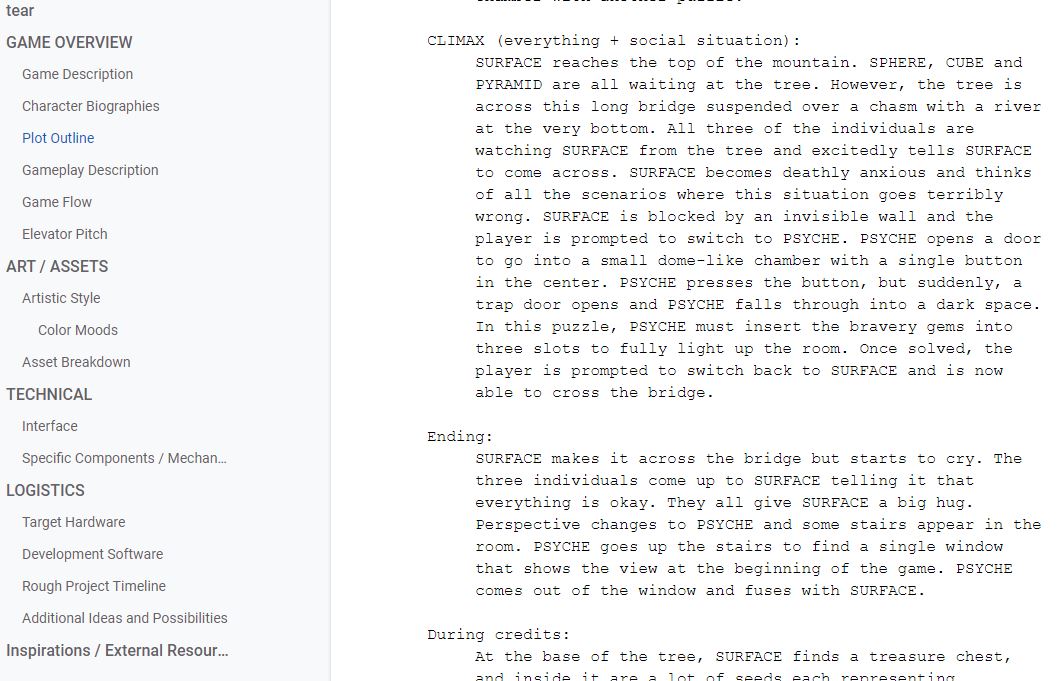 tear
GAME OVERVIEW
Game Description
Character Biographies
Plot Outline
Gameplay Description
Game Flow
Elevator Pitch
ART / ASSETS
Artistic Style
Color Moods
Asset Breakdown
TECHNICAL
Interface
Specific Components / Mechan...
LOGISTICS
Target Hardware
Development Software
Rough Project Timeline
Additional Ideas and Possibilities
Inspirations / External Resour...
chamber with another puzzle.
CLIMAX (everything + social situation):
SURFACE reaches the top of the mountain. SPHERE, CUBE and
PYRAMID are all waiting at the tree. However, the tree is
across this long bridge suspended over a chasm with a river
at the very bottom. All three of the individuals are
watching SURFACE from the tree and excitedly tells SURFACE
to come across. SURFACE becomes deathly anxious and thinks
of all the scenarios where this situation goes terribly
wrong. SURFACE is blocked by an invisible wall and the
player is prompted to switch to PSYCHE. PSYCHE opens a door
to go into a small dome-like chamber with a single button
in the center. PSYCHE presses the button, but suddenly, a
trap door opens and PSYCHE falls through into a dark space.
In this puzzle, PSYCHE must insert the bravery gems into
three slots to fully light up the room. Once solved, the
player is prompted to switch back to SURFACE and is now
able to cross the bridge.
Ending:
SURFACE makes it across the bridge but starts to cry. The
three individuals come up to SURFACE telling it that
everything is okay. They all give SURFACE a big hug.
Perspective changes to PSYCHE and some stairs appear in the
room. PSYCHE goes up the stairs to find a single window
that shows the view at the beginning of the game. PSYCHE
comes out of the window and fuses with SURFACE.
During credits:
At the base of the tree, SURFACE finds a treasure chest,
and inside it are a lot of seeds each representing